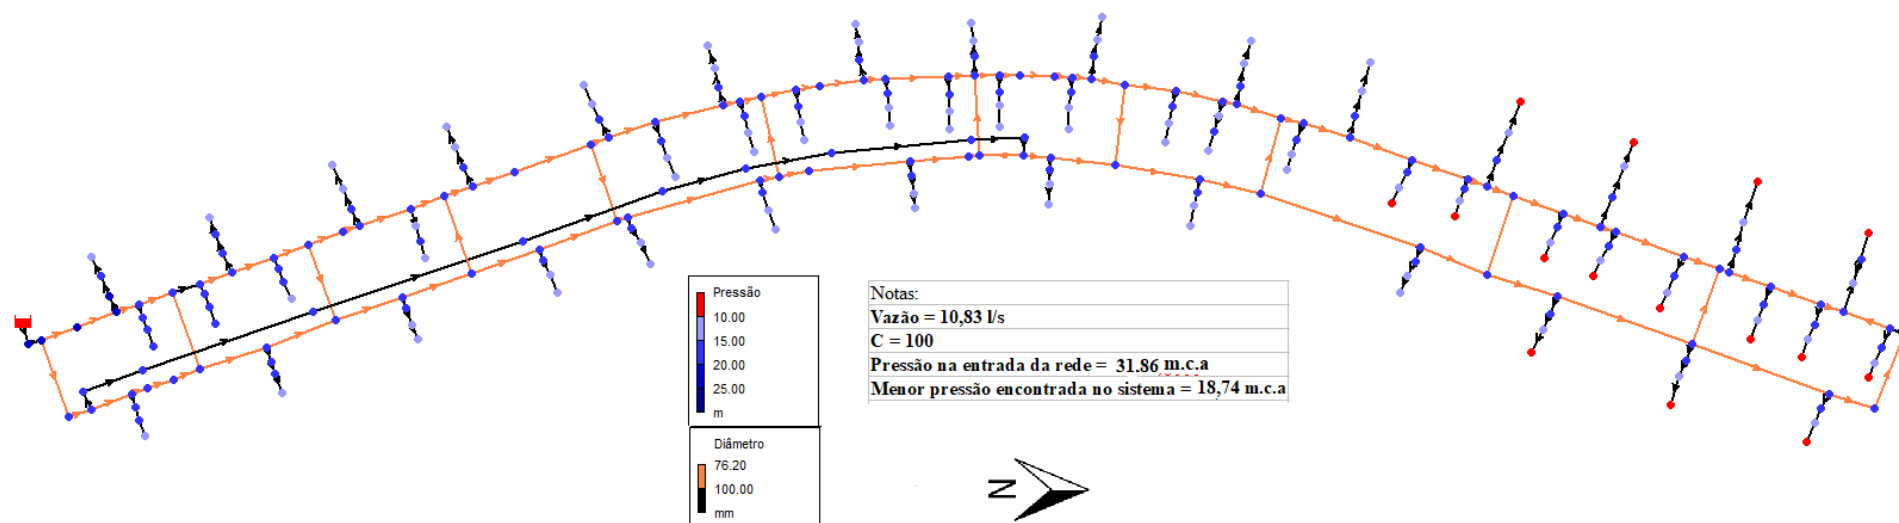 Pressão
10.00
15.00
20.00
25.00
m
Diâmetro
76.20
100.00
mm
Notas:
Vazão = 10,83 l/s
C = 100
Pressão na entrada da rede = 31.86 m.c.a
Menor pressão encontrada no sistema = 18,74 m.c.a
N